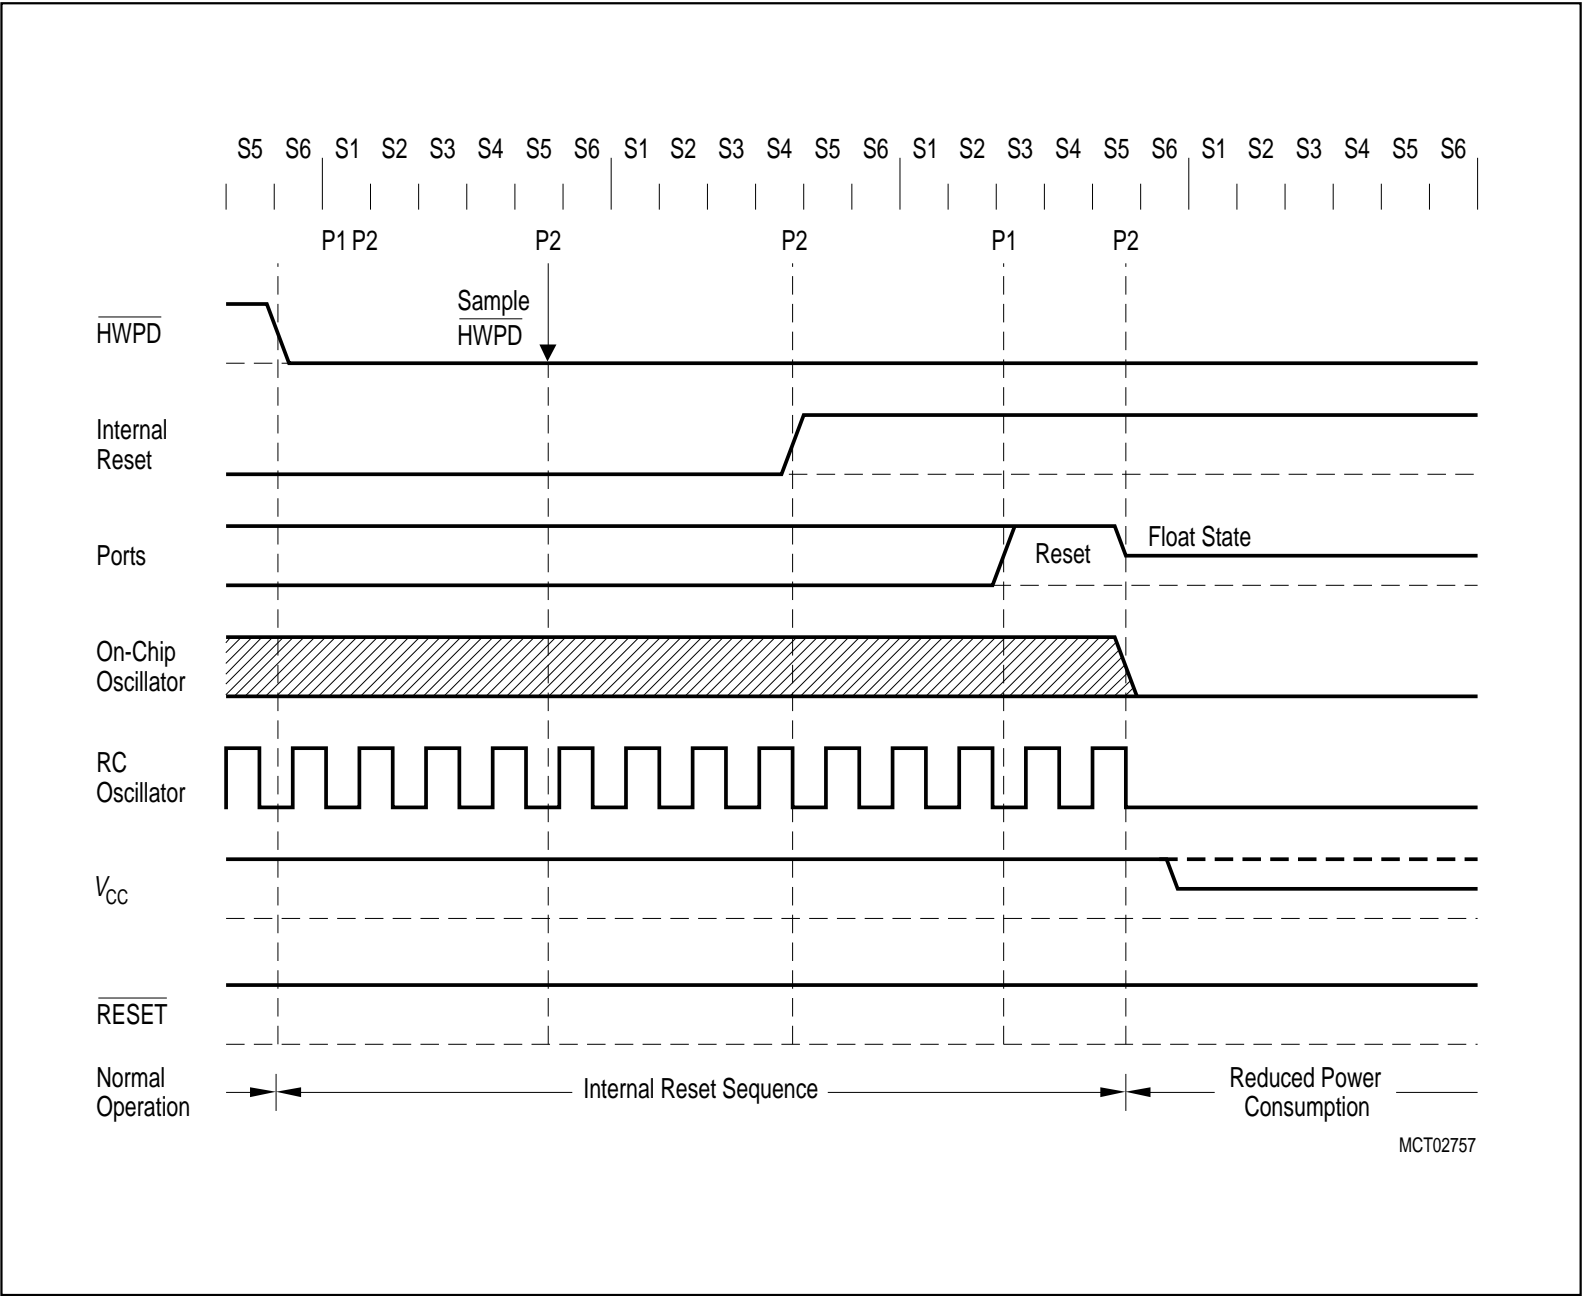 S5 S6 S1 S2 S3 S4 S5 S6 S1 S2 S3 S4 S5 S6 S1 S2 S3 S4 S5 S6 S1 S2 S3 S4 S5 S6
P1 P2 P2 P2 P1 P2
Sample
HWPD
HWPD
Internal
Reset
Ports
Reset
Float State
On-Chip
Oscillator
RC
Oscillator
VCC
RESET
Normal
Operation
Internal Reset Sequence
Reduced Power
Consumption
MCT02757